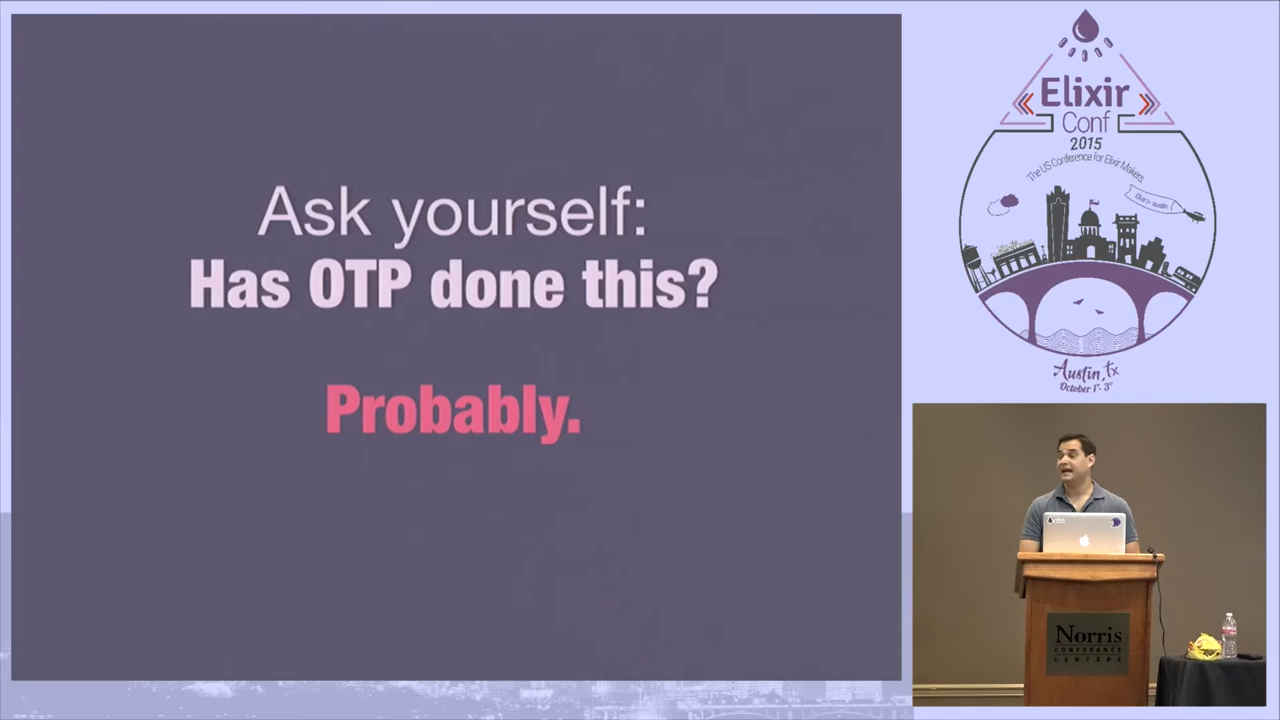 Ask yourself:
Has OTP done this?
Probably.
Elixir
Conf
2015
The US Conference for Elixir Makers
Austin, TX
October 1st - 3rd
Norris
CONFERENCE
CENTERS